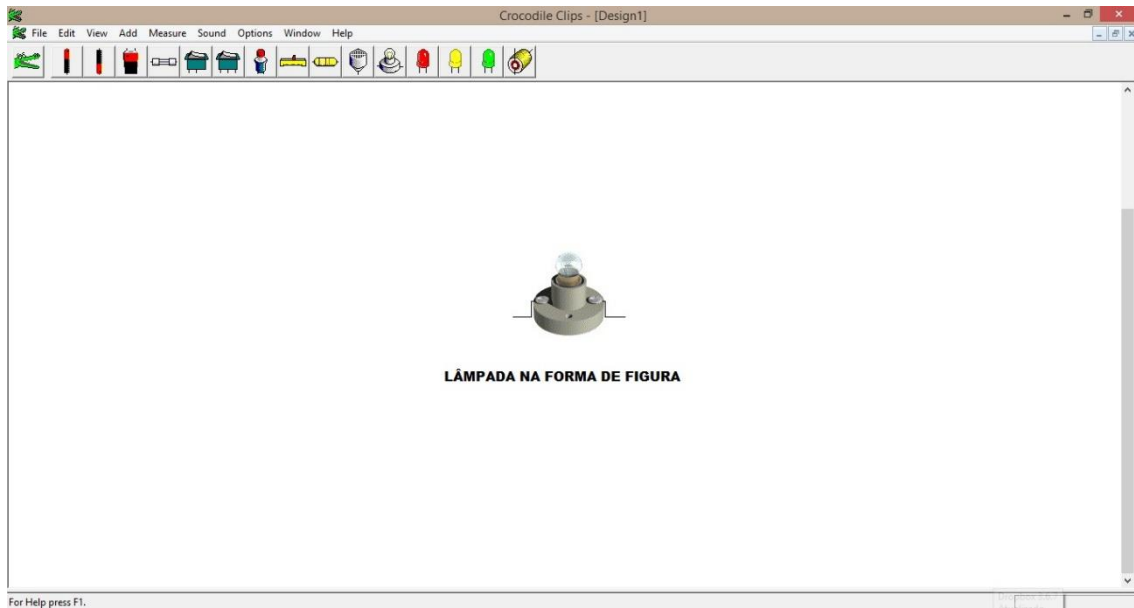 Crocodile Clips - [Design1]
File Edit View Add Measure Sound Options Window Help
LÂMPADA NA FORMA DE FIGURA
For Help press F1.